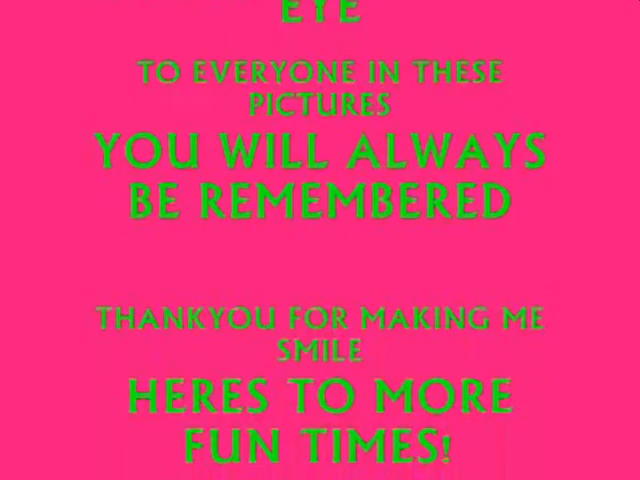 EYE
TO EVERYONE IN THESE
PICTURES
YOU WILL ALWAYS
BE REMEMBERED
THANKYOU FOR MAKING ME
SMILE
HERES TO MORE
FUN TIMES!